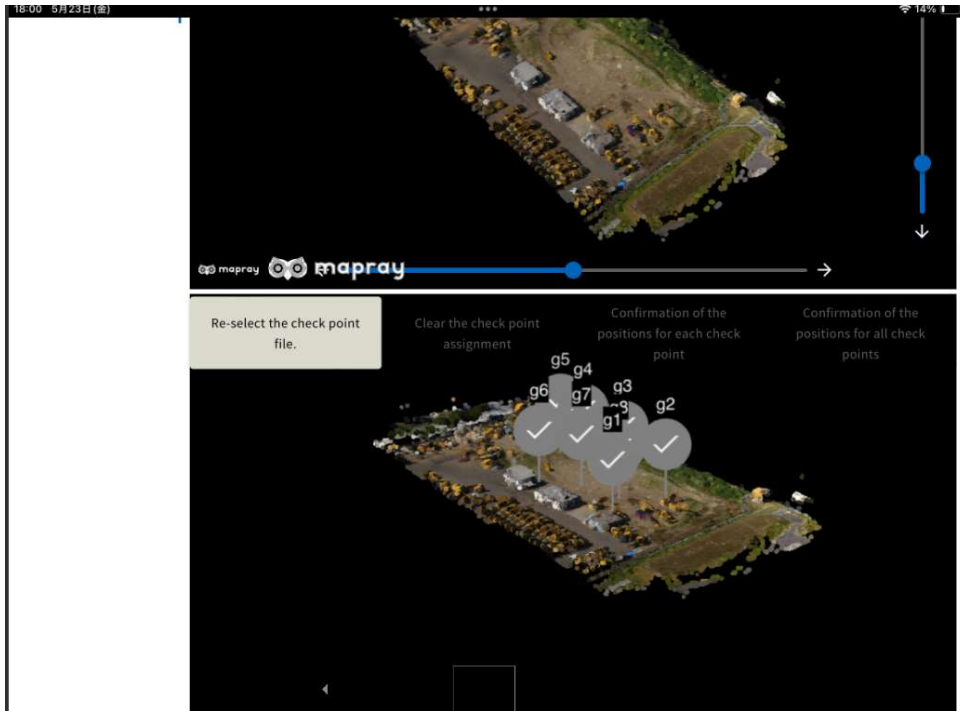 18:00 5月23日(金)
14%
mapray
mapray
Re-select the check point
file.
Clear the check point
assignment
Confirmation of the
positions for each check
point
Confirmation of the
positions for all check
points
g5
g4
g6
g7
g3
g8
g1
g2